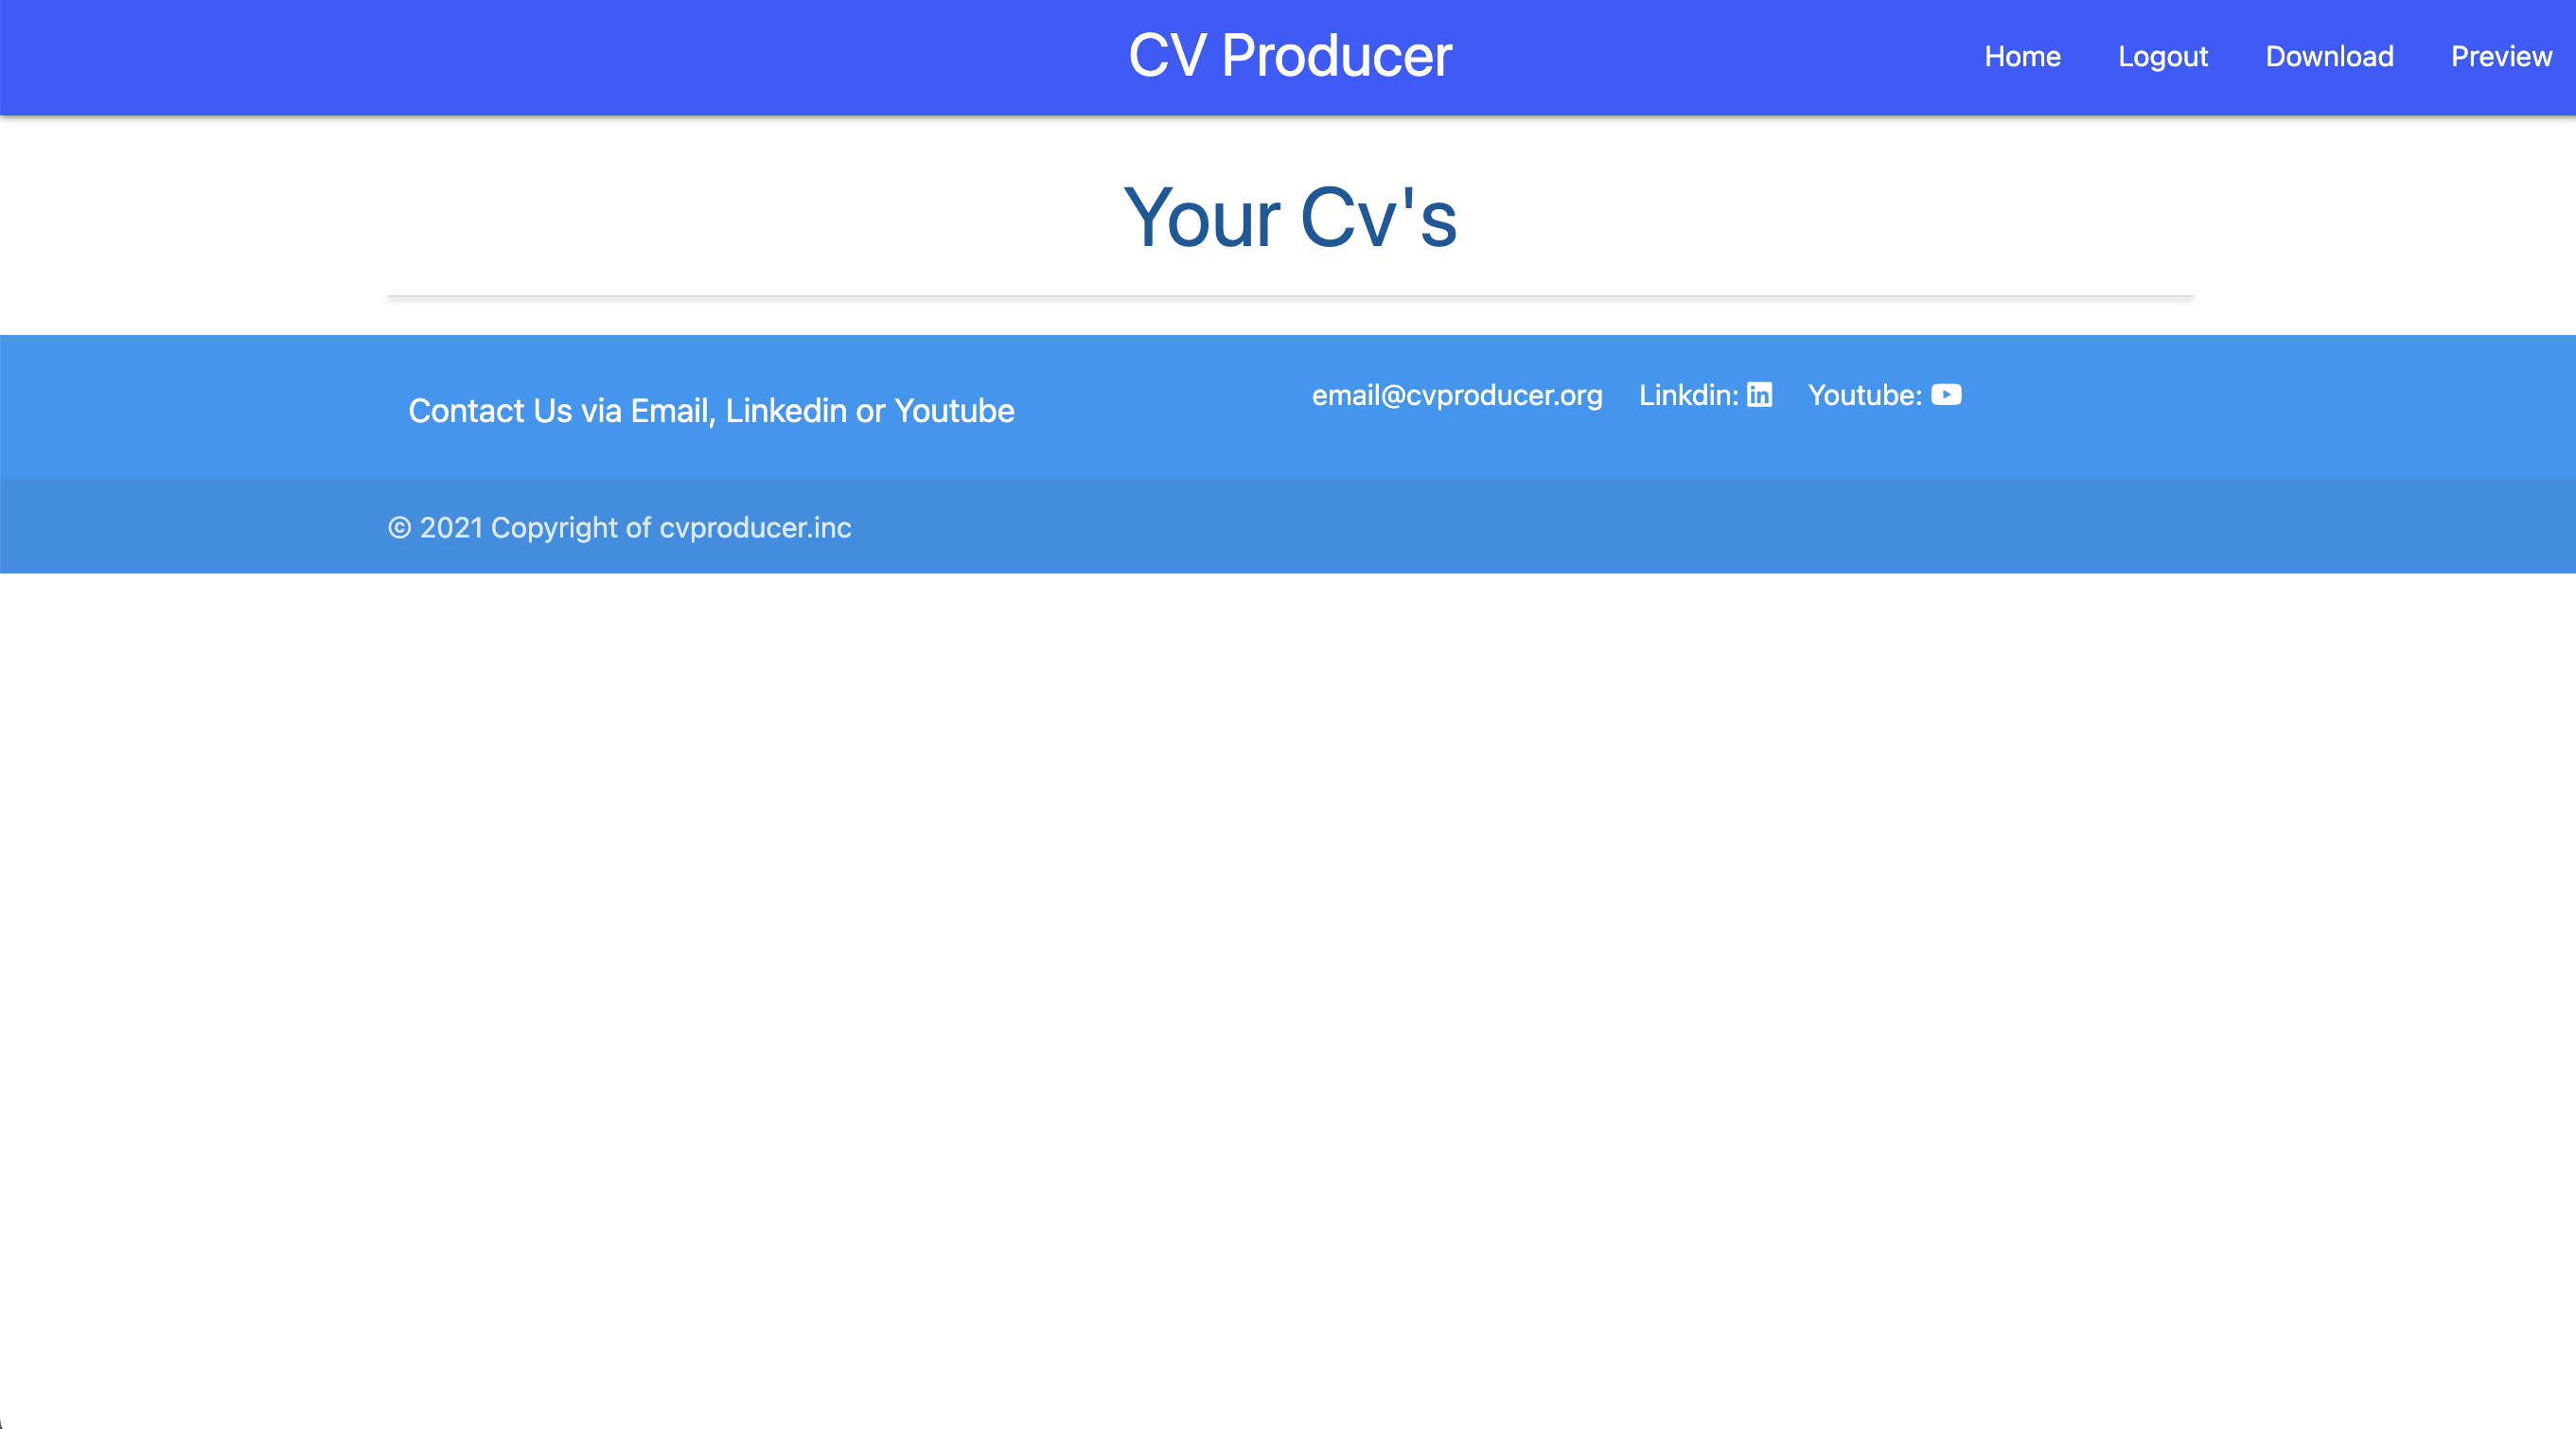 CV Producer
Home Logout Download Preview
Your Cv's
Contact Us via Email, Linkedin or Youtube
email@cvproducer.org Linkdin: Youtube:
© 2021 Copyright of cvproducer.inc